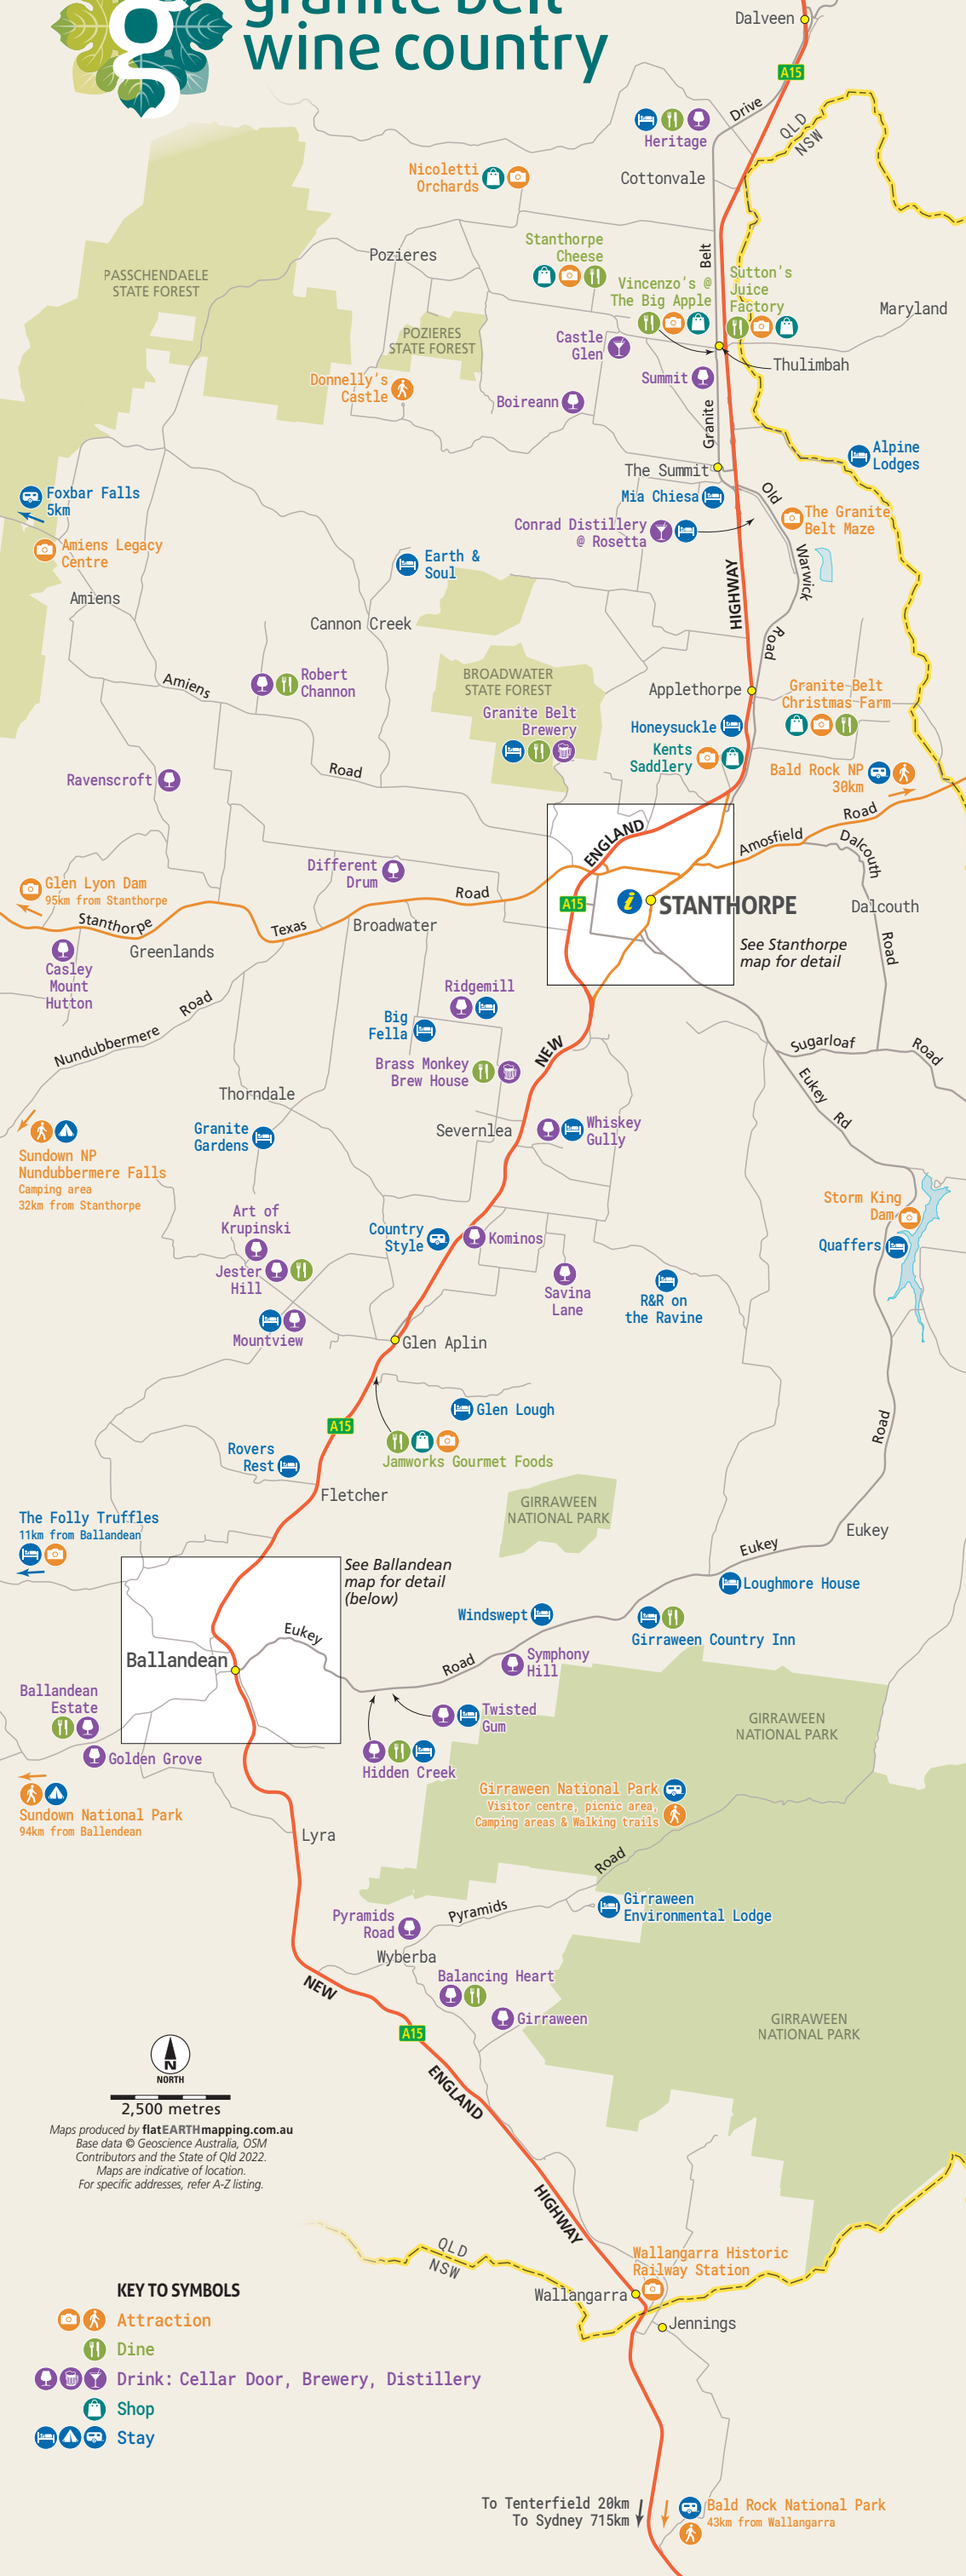 granite belt
wine country
Dalveen
A15
Drive
QLD
NSW
Heritage
Cottonvale
Nicoletti
Orchards
Belt
Stanthorpe
Cheese
Pozieres
PASSCHENDAELE
STATE FOREST
Vincenzo's @
The Big Apple
Sutton's
Juice
Factory
Maryland
POZIERES
STATE FOREST
Castle
Glen
Thulimbah
Summit
Donnelly's
Castle
Boireann
Granite
Alpine
Lodges
The Summit
Foxbar Falls
5km
Mia Chiesa
Old
Conrad Distillery
@ Rosetta
The Granite
Belt Maze
Amiens Legacy
Centre
Earth &
Soul
Warwick
HIGHWAY
Amiens
Cannon Creek
Road
Robert
Channon
Amiens
BROADWATER
STATE FOREST
Applethorpe
Granite Belt
Christmas Farm
Granite Belt
Brewery
Honeysuckle
Kents
Saddlery
Ravenscroft
Road
Bald Rock NP
30km
Road
Amosfield
ENGLAND
Dalcouth
Different
Drum
Glen Lyon Dam
95km from Stanthorpe
Road
A15
i
STANTHORPE
Dalcouth
Stanthorpe
Texas
Broadwater
Greenlands
See Stanthorpe
map for detail
Road
Casley
Mount
Hutton
Ridgemill
Road
Nundubbermere
Big
Fella
NEW
Sugarloaf
Road
Brass Monkey
Brew House
Eukey
Rd
Thorndale
Granite
Gardens
Severnlea
Whiskey
Gully
Sundown NP
Nundubbermere Falls
Camping area
32km from Stanthorpe
Storm King
Dam
Art of
Krupinski
Country
Style
Kominos
Quaffers
Jester
Hill
Savina
Lane
R&R on
the Ravine
Mountview
Glen Aplin
Glen Lough
A15
Road
Jamworks Gourmet Foods
Rovers
Rest
Fletcher
GIRRAWEEN
NATIONAL PARK
The Folly Truffles
11km from Ballandean
Eukey
Eukey
See Ballandean
map for detail
(below)
Loughmore House
Windswept
Girraween Country Inn
Eukey
Ballandean
Symphony
Hill
Road
Ballandean
Estate
Twisted
Gum
GIRRAWEEN
NATIONAL PARK
Golden Grove
Hidden Creek
Girraween National Park
Visitor centre, picnic area,
Camping areas & Walking trails
Sundown National Park
94km from Ballendean
Lyra
Road
Girraween
Environmental Lodge
Pyramids
Pyramids
Road
Wyberba
Balancing Heart
NEW
Girraween
GIRRAWEEN
NATIONAL PARK
A15
N
NORTH
ENGLAND
2,500 metres
Maps produced by flatEARTHmapping.com.au
Base data © Geoscience Australia, OSM
Contributors and the State of Qld 2022.
Maps are indicative of location.
For specific addresses, refer A-Z listing.
HIGHWAY
QLD
NSW
Wallangarra Historic
Railway Station
Wallangarra
Jennings
KEY TO SYMBOLS
Attraction
Dine
Drink: Cellar Door, Brewery, Distillery
Shop
Stay
To Tenterfield 20km
To Sydney 715km
Bald Rock National Park
43km from Wallangarra